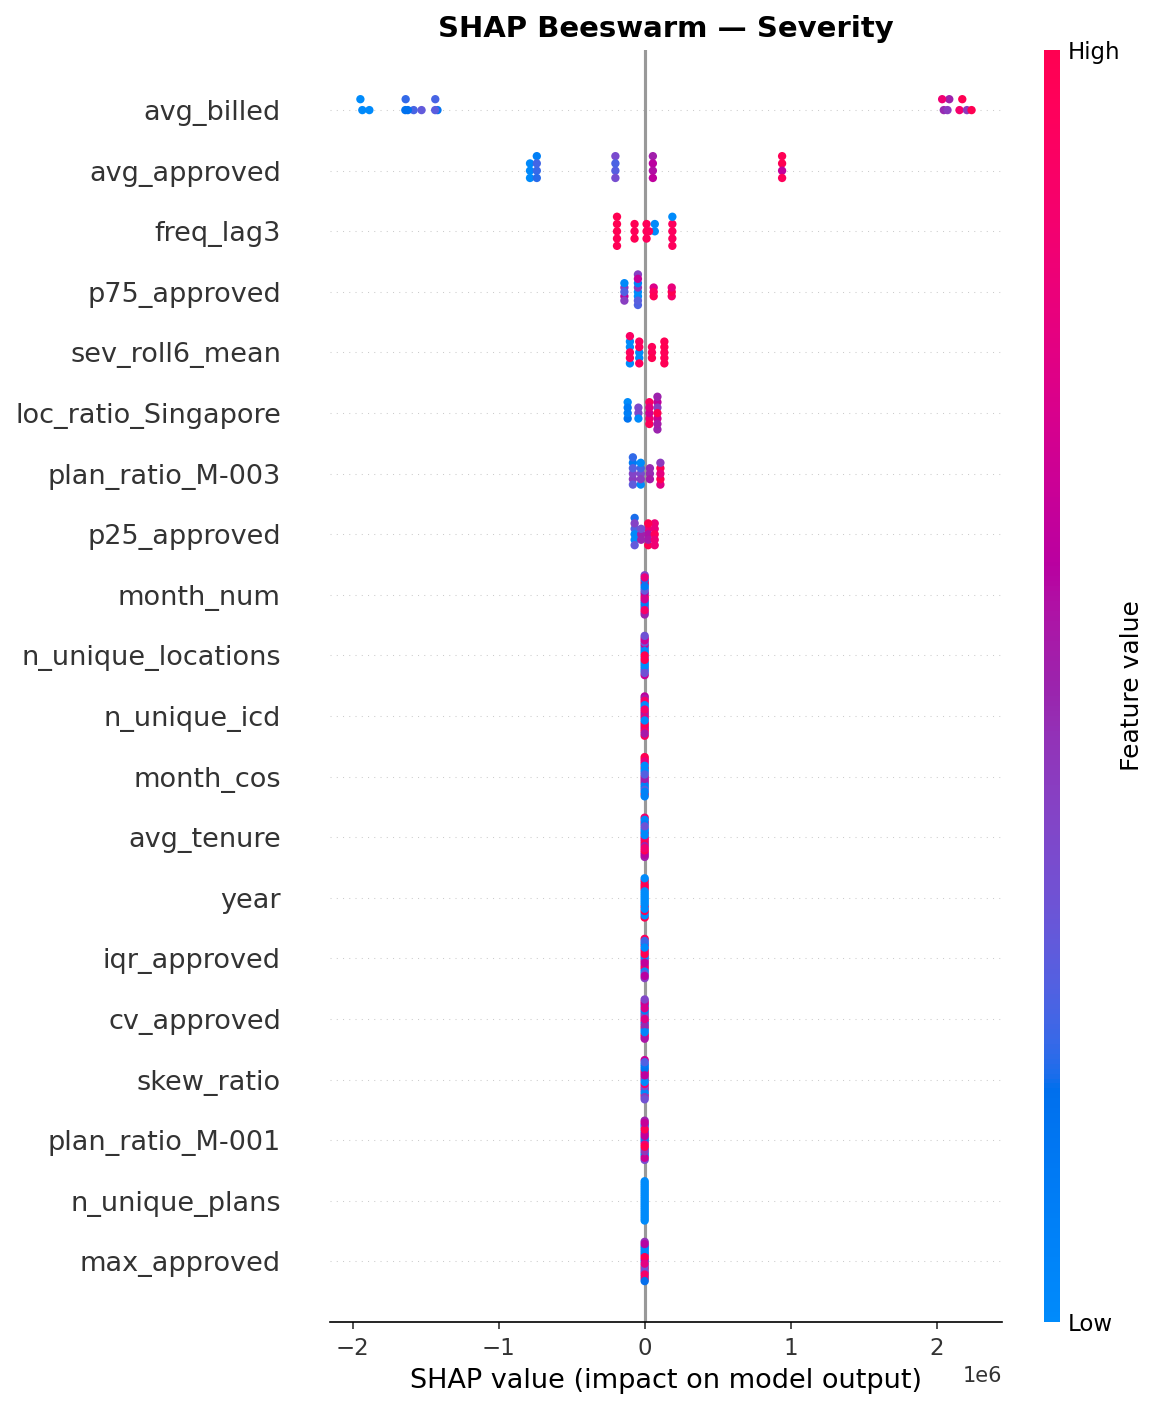 SHAP Beeswarm — Severity
High
avg_billed
avg_approved
freq_lag3
p75_approved
sev_roll6_mean
loc_ratio_Singapore
plan_ratio_M-003
p25_approved
month_num
n_unique_locations
n_unique_icd
month_cos
avg_tenure
year
iqr_approved
cv_approved
skew_ratio
plan_ratio_M-001
n_unique_plans
max_approved
Feature value
Low
−2 −1 0 1 2
1e6
SHAP value (impact on model output)